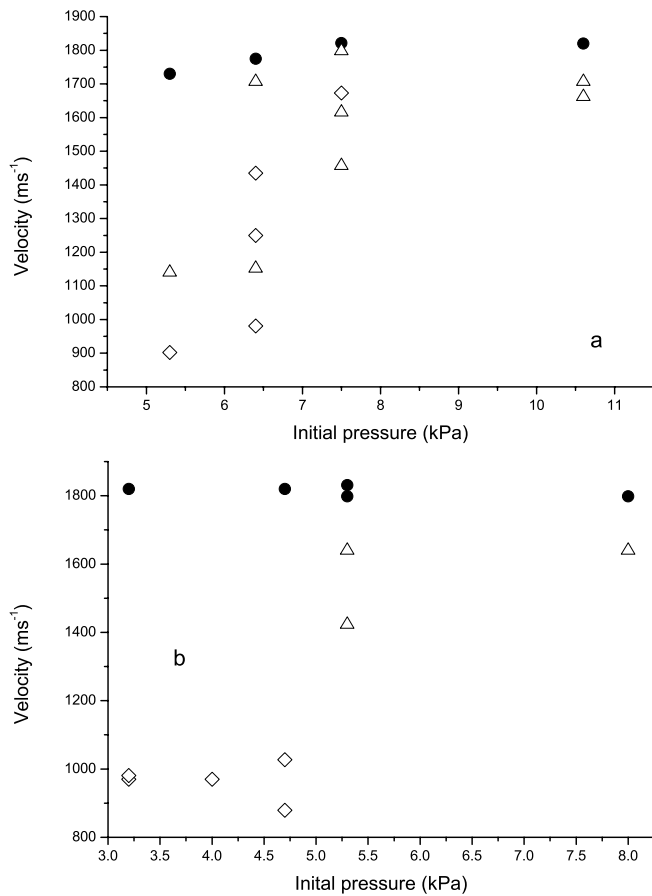 1900
1800
1700
1600
1500
1400
1300
1200
1100
1000
900
800
Velocity (ms-1)
5 6 7 8 9 10 11
Initial pressure (kPa)
a
1800
1600
1400
1200
1000
800
Velocity (ms-1)
b
3.0 3.5 4.0 4.5 5.0 5.5 6.0 6.5 7.0 7.5 8.0
Inital pressure (kPa)